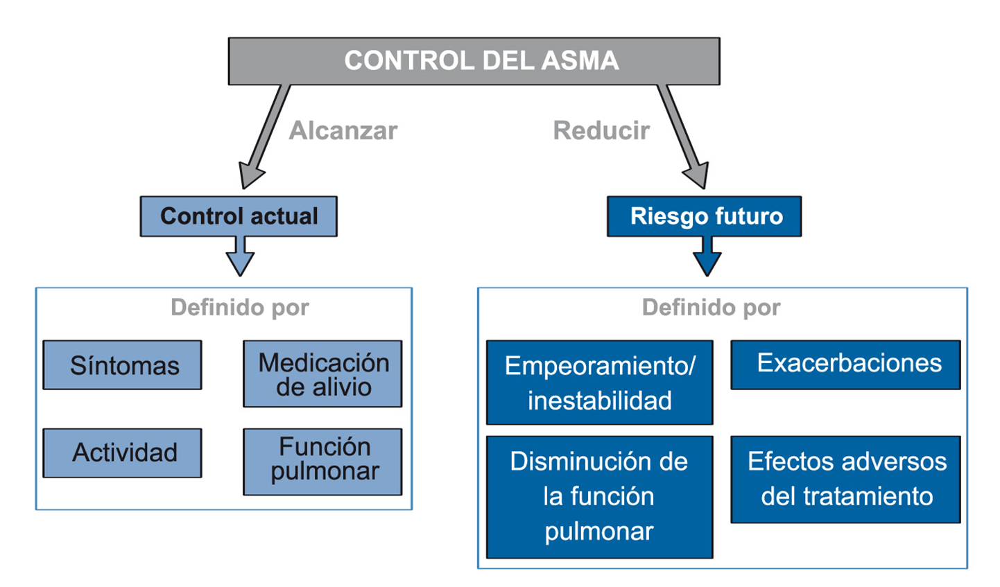 CONTROL DEL ASMA
Alcanzar
Reducir
Control actual
Riesgo futuro
Definido por
Síntomas
Medicación
de alivio
Actividad
Función
pulmonar
Definido por
Empeoramiento/
inestabilidad
Exacerbaciones
Disminución de
la función
pulmonar
Efectos adversos
del tratamiento